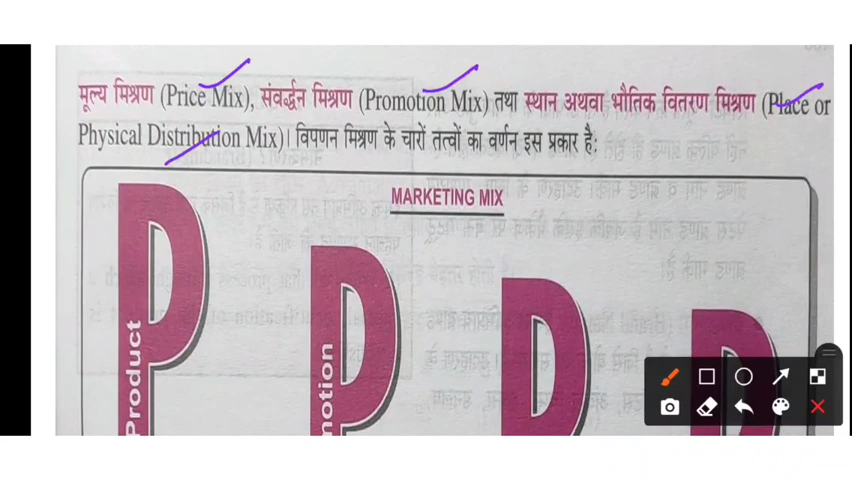 मूल्य मिश्रण (Price Mix), संवर्द्धन मिश्रण (Promotion Mix) तथा स्थान अथवा भौतिक वितरण मिश्रण (Place or
Physical Distribution Mix)। विपणन मिश्रण के चारों तत्वों का वर्णन इस प्रकार है:
MARKETING MIX
P P P P
Product
motion